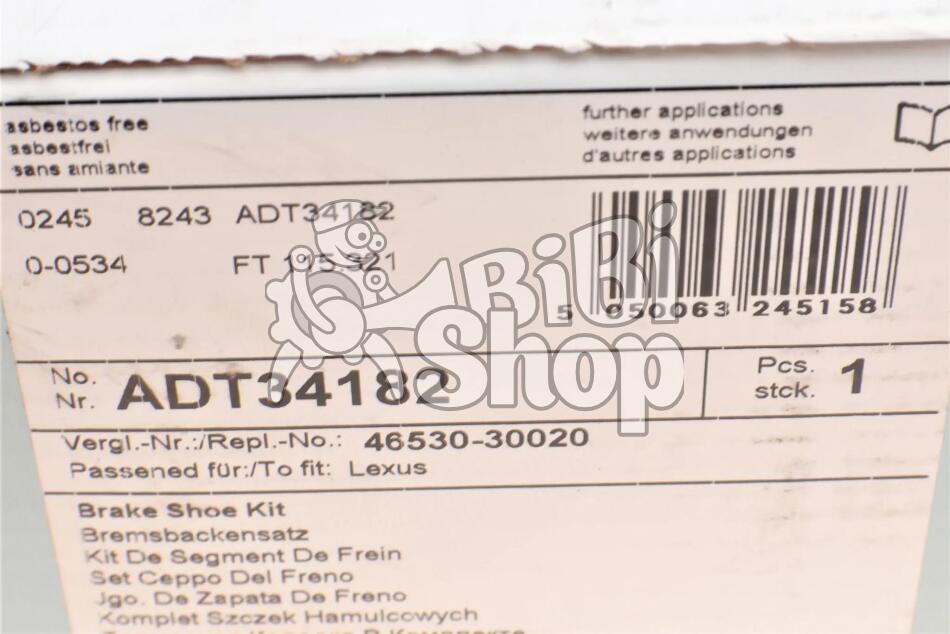 asbestos free
asbestfrei
sans amiante
further applications
weitere anwendungen
d'autres applications
0245 8243 ADT34182
0-0534 FT
5 050063 245158
BiBi
Shop
No.
Nr. ADT34182
Pcs.
stck. 1
Vergl.-Nr.:/Repl.-No.: 46530-30020
Passened für:/To fit: Lexus
Brake Shoe Kit
Bremsbackensatz
Kit De Segment De Frein
Set Ceppo Del Freno
Jgo. De Zapata De Freno
Komplet Szczek Hamulcowych